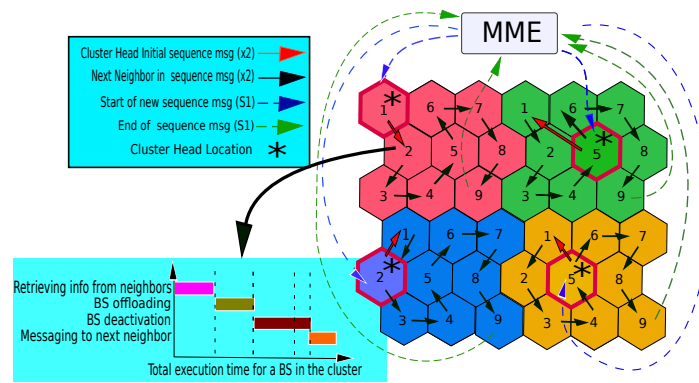 MME
Cluster Head Initial sequence msg (x2)
Next Neighbor in sequence msg (x2)
Start of new sequence msg (S1)
End of sequence msg (S1)
Cluster Head Location *
1 * 6 7 1 6 7
2 5 8 2 5 * 8
3 4 9 3 4 9
1 6 7 1 6 7
2 * 5 8 2 5 * 8
3 4 9 3 4 9
Retrieving info from neighbors
BS offloading
BS deactivation
Messaging to next neighbor
Total execution time for a BS in the cluster